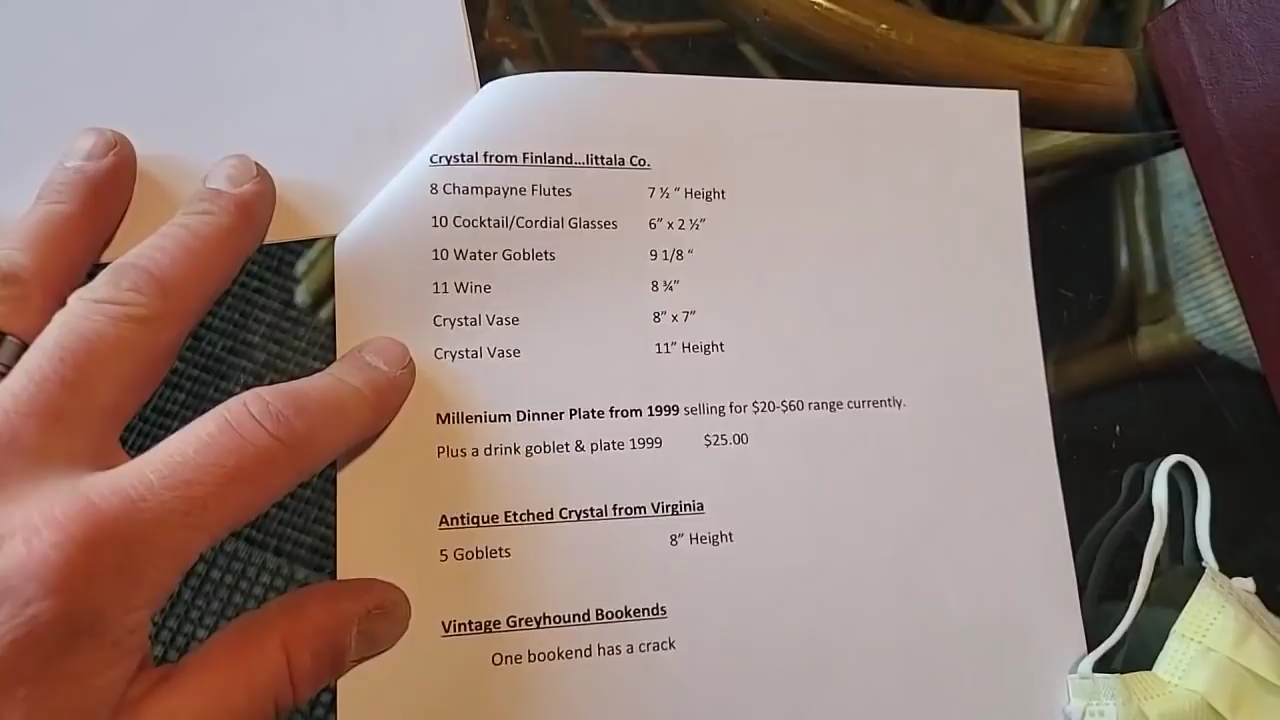 Crystal from Finland...Iittala Co.
8 Champayne Flutes 7 ½ " Height
10 Cocktail/Cordial Glasses 6" x 2 ½"
10 Water Goblets 9 1/8 "
11 Wine 8 ¾"
Crystal Vase 8" x 7"
Crystal Vase 11" Height
Millenium Dinner Plate from 1999 selling for $20-$60 range currently.
Plus a drink goblet & plate 1999 $25.00
Antique Etched Crystal from Virginia
5 Goblets 8" Height
Vintage Greyhound Bookends
One bookend has a crack